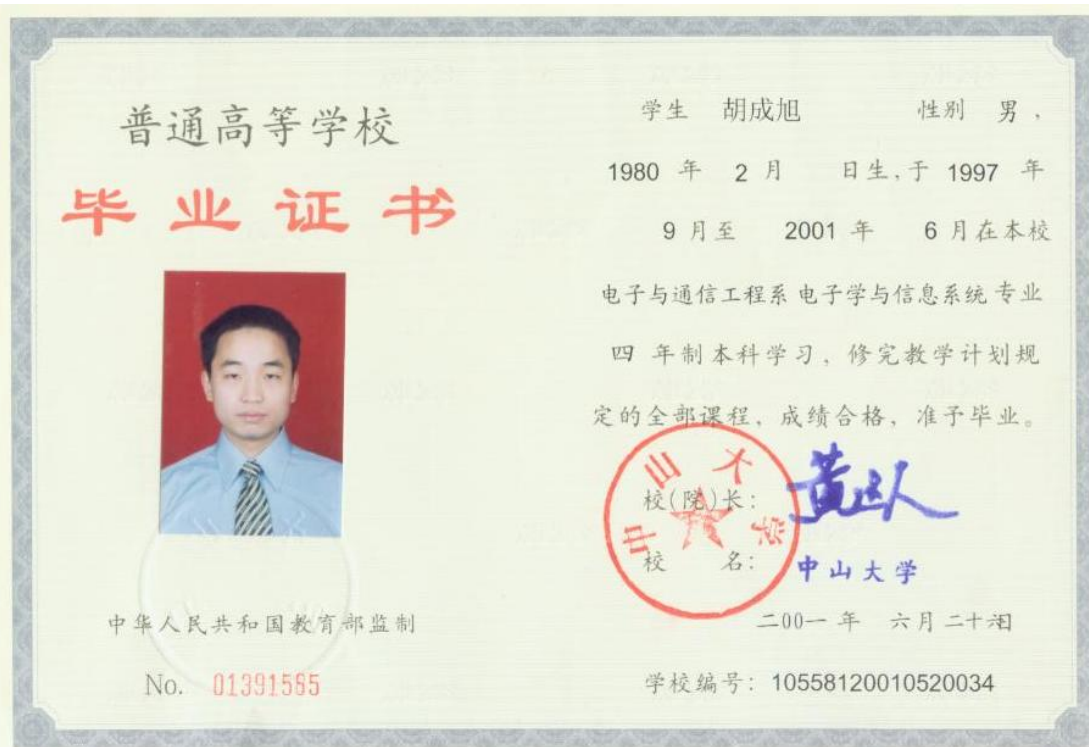 普通高等学校
毕业证书
中华人民共和国教育部监制
No. 01391585
学生 胡成旭 性别 男，
1980 年 2 月 日生，于 1997 年
9 月至 2001 年 6 月在本校
电子与通信工程系 电子学与信息系统 专业
四 年制本科学习，修完教学计划规
定的全部课程，成绩合格，准予毕业。
中山大学
校(院)长： 黄达人
校 名： 中山大学
二00一 年 六月 二十六日
学校编号：10558120010520034